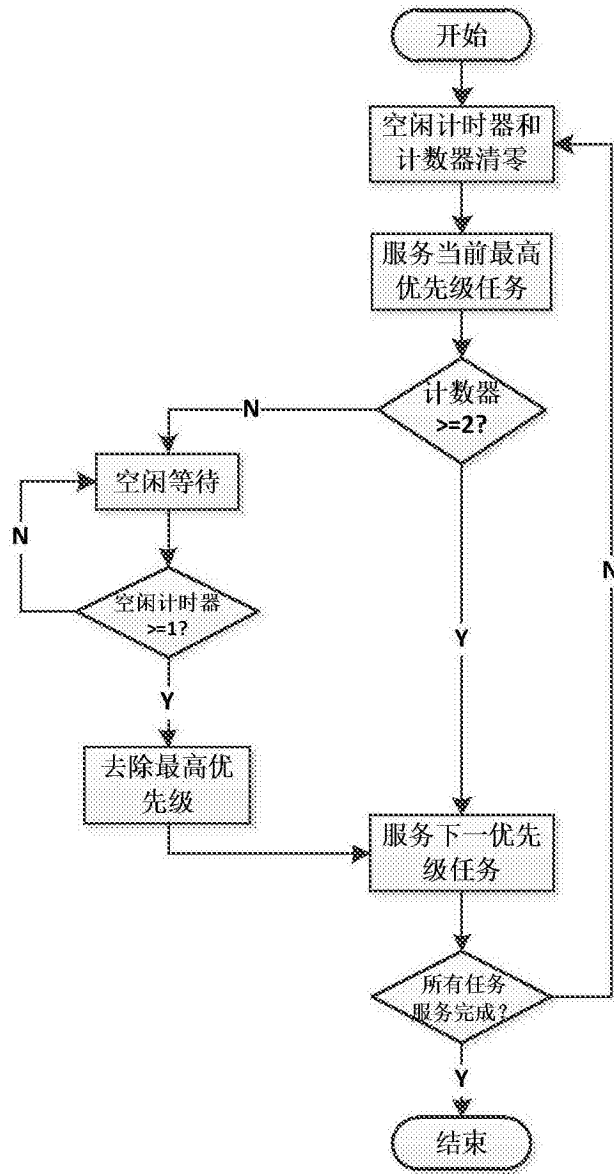 开始
空闲计时器和
计数器清零
服务当前最高
优先级任务
计数器
>=2?
N
空闲等待
N
空闲计时器
>=1?
N
Y
Y
去除最高优
先级
服务下一优先
级任务
所有任务
服务完成?
Y
结束